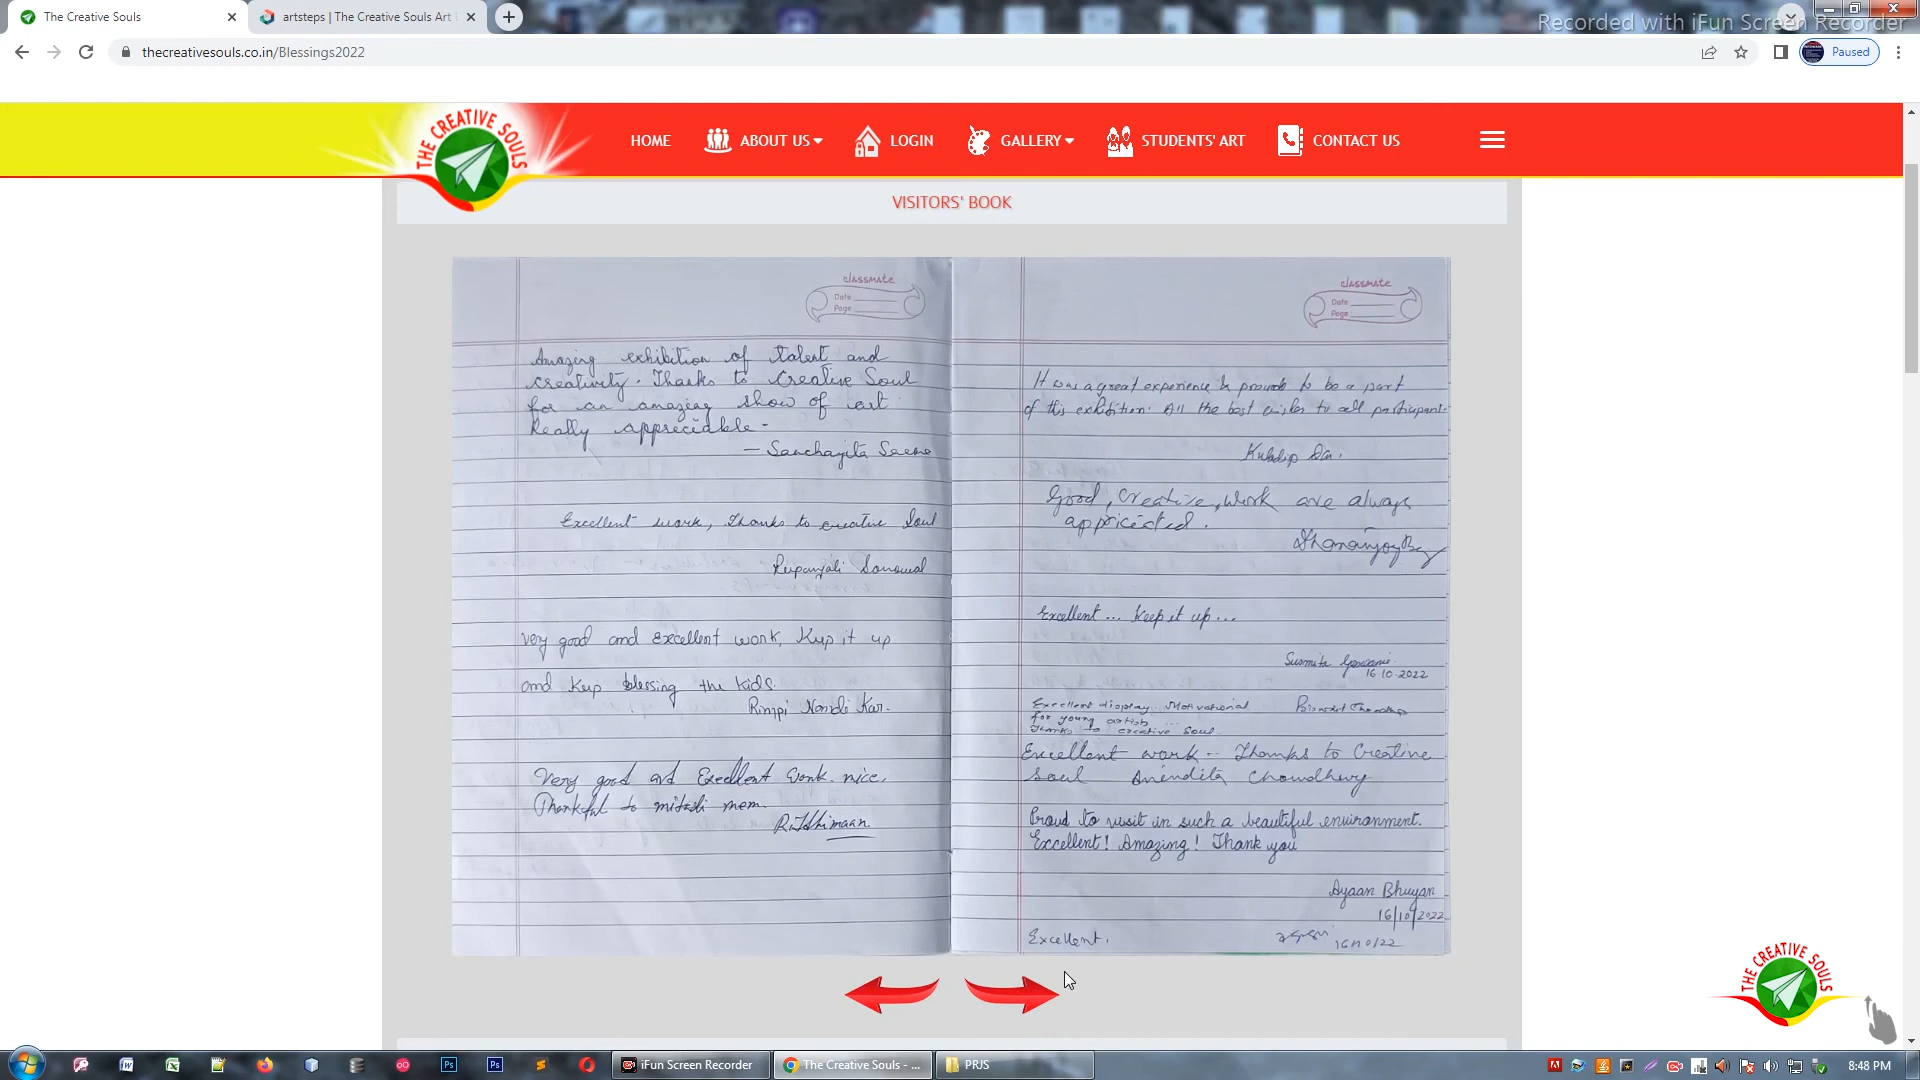 The Creative Souls
artsteps | The Creative Souls Art
Recorded with iFun Screen Recorder
thecreativesouls.co.in/Blessings2022
Paused
THE CREATIVE SOULS
HOME
ABOUT US
LOGIN
GALLERY
STUDENTS' ART
CONTACT US
VISITORS' BOOK
classmate
Date
Page
Amazing exhibition of talent and
creativity. Thanks to Creative Soul
for an amazing show of art
Really appreciable -
- Sanchayita
Excellent work, Thanks to creative Soul
Rupanjali Sonowal
Very good and Excellent work, Keep it up
and keep blessing the kids.
Rimpi Nandi Kar.
Very good and Excellent Work. nice.
Thankful to mitali mem.
Ridhimaan
classmate
Date
Page
It was a great experience & proude to be a part
of this exhibition. All the best wishes to all participant
Kuldip
Good, Creative, Work are always
appriciated.
Dhananjoy
Excellent ... Keep it up ...
Susmita
16.10.2022
Excellent display. Motivational
for young artist
Thanks to creative soul
Excellent work - Thanks to Creative
soul Anindita Chowdhury
Proud to visit in such a beautiful environment.
Excellent! Amazing! Thank you
Ayaan Bhuyan
16/10/2022
Excellent.
16/10/22
THE CREATIVE SOULS
iFun Screen Recorder
The Creative Souls - ...
PRJS
8:48 PM